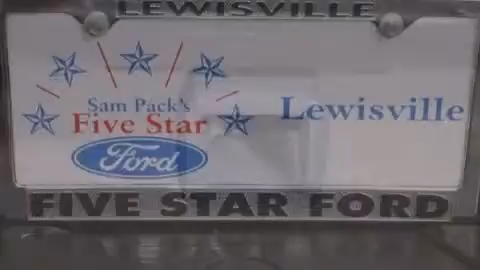 LEWISVILLE
Sam Pack's
Five Star
Ford
Lewisville
FIVE STAR FORD